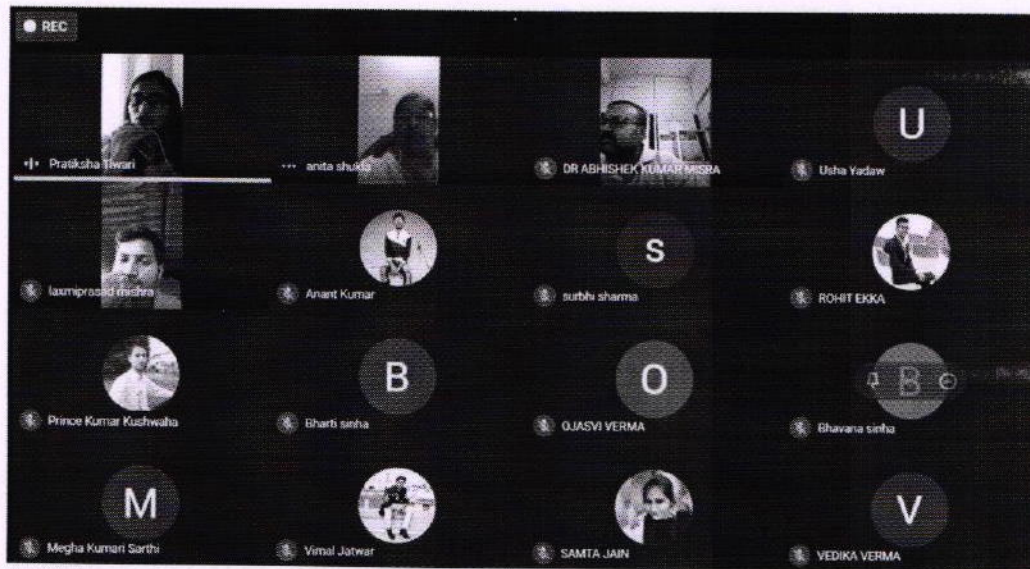 REC
Pratiksha Tiwari
anita shukla
DR ABHISHEK KUMAR MISRA
U
Usha Yadaw
laxmiprasad mishra
Anant Kumar
s
surbhi sharma
ROHIT EKKA
Prince Kumar Kushwaha
B
Bharti sinha
O
OJASVI VERMA
B
Bhavana sinha
M
Megha Kumari Sarthi
Vimal Jatwar
SAMTA JAIN
V
VEDIKA VERMA